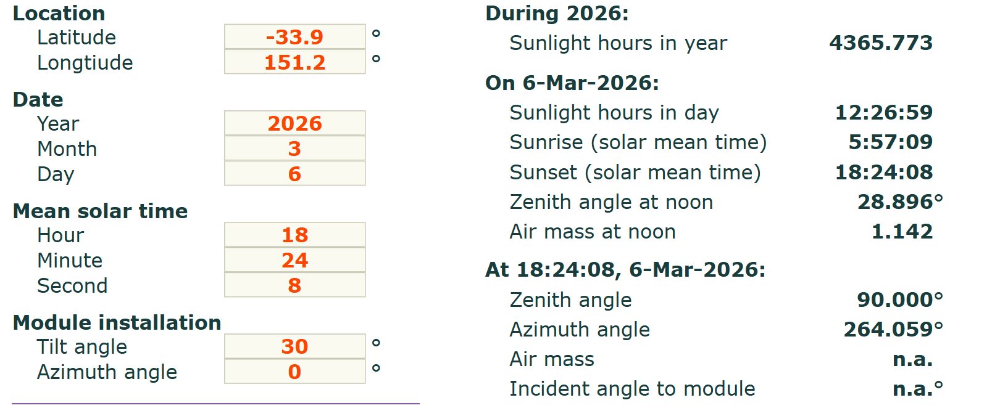 Location
Latitude -33.9 °
Longtiude 151.2 °
Date
Year 2026
Month 3
Day 6
Mean solar time
Hour 18
Minute 24
Second 8
Module installation
Tilt angle 30 °
Azimuth angle 0 °
During 2026:
Sunlight hours in year 4365.773
On 6-Mar-2026:
Sunlight hours in day 12:26:59
Sunrise (solar mean time) 5:57:09
Sunset (solar mean time) 18:24:08
Zenith angle at noon 28.896°
Air mass at noon 1.142
At 18:24:08, 6-Mar-2026:
Zenith angle 90.000°
Azimuth angle 264.059°
Air mass n.a.
Incident angle to module n.a.°